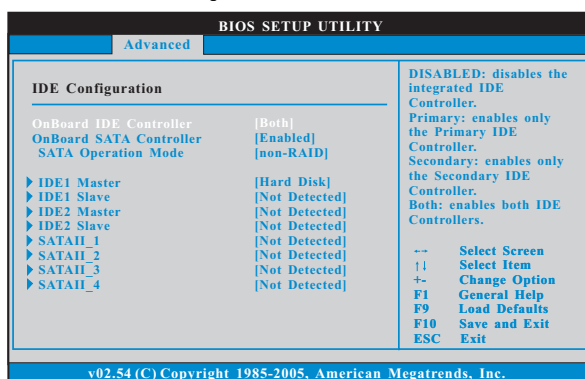 BIOS SETUP UTILITY
Advanced
IDE Configuration
OnBoard IDE Controller [Both]
OnBoard SATA Controller [Enabled]
SATA Operation Mode [non-RAID]
IDE1 Master [Hard Disk]
IDE1 Slave [Not Detected]
IDE2 Master [Not Detected]
IDE2 Slave [Not Detected]
SATAII_1 [Not Detected]
SATAII_2 [Not Detected]
SATAII_3 [Not Detected]
SATAII_4 [Not Detected]
DISABLED: disables the
integrated IDE
Controller.
Primary: enables only
the Primary IDE
Controller.
Secondary: enables only
the Secondary IDE
Controller.
Both: enables both IDE
Controllers.
←→ Select Screen
↑↓ Select Item
+- Change Option
F1 General Help
F9 Load Defaults
F10 Save and Exit
ESC Exit
v02.54 (C) Copyright 1985-2005, American Megatrends, Inc.